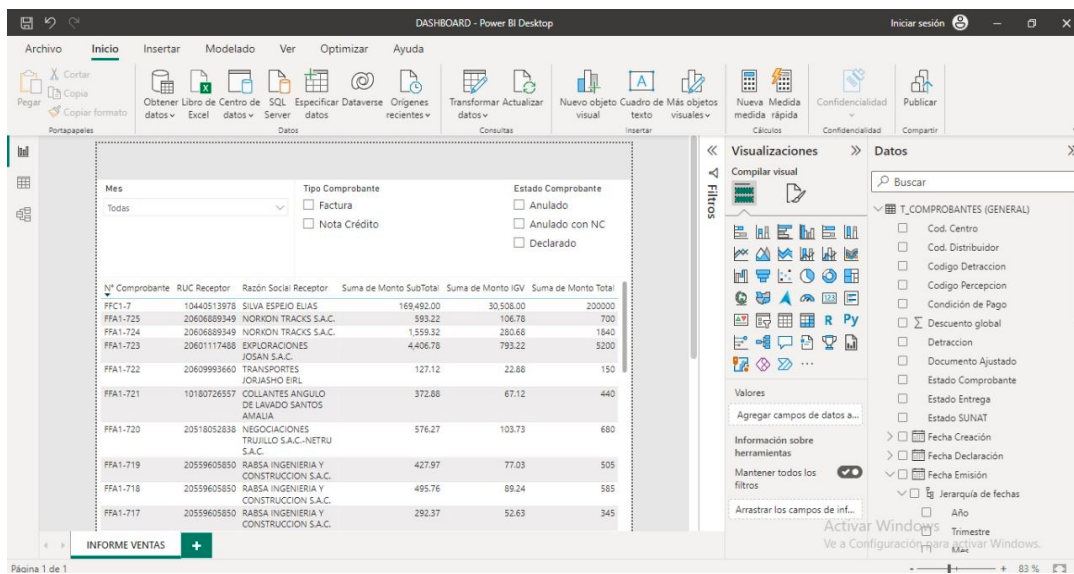 DASHBOARD - Power BI Desktop
Iniciar sesión
Archivo Inicio Insertar Modelado Ver Optimizar Ayuda
Pegar
Cortar
Copia
Copiar formato
Portapapeles
Obtener datos
Libro de Excel
Centro de datos
SQL Server
Especificar datos
Dataverse
Orígenes recientes
Datos
Transformar datos
Actualizar
Consultas
Nuevo objeto visual
Cuadro de texto
Más objetos visuales
Insertar
Nueva medida
Medida rápida
Cálculos
Confidencialidad
Confidencialidad
Publicar
Compartir
Mes
Todas
Tipo Comprobante
Factura
Nota Crédito
Estado Comprobante
Anulado
Anulado con NC
Declarado
N° Comprobante RUC Receptor Razón Social Receptor Suma de Monto SubTotal Suma de Monto IGV Suma de Monto Total
FFC1-7 10440513978 SILVA ESPEJO ELIAS 169,492.00 30,508.00 200000
FFA1-725 20606889349 NORKON TRACKS S.A.C. 593.22 106.78 700
FFA1-724 20606889349 NORKON TRACKS S.A.C. 1,559.32 280.68 1840
FFA1-723 20601117488 EXPLORACIONES 4,406.78 793.22 5200
JOSAN S.A.C.
FFA1-722 20609993660 TRANSPORTES 127.12 22.88 150
JORJASHO EIRL
FFA1-721 10180726557 COLLANTES ANGULO 372.88 67.12 440
DE LAVADO SANTOS
AMALIA
FFA1-720 20518052838 NEGOCIACIONES 576.27 103.73 680
TRUJILLO S.A.C.-NETRU
S.A.C.
FFA1-719 20559605850 RABSA INGENIERIA Y 427.97 77.03 505
CONSTRUCCION S.A.C.
FFA1-718 20559605850 RABSA INGENIERIA Y 495.76 89.24 585
CONSTRUCCION S.A.C.
FFA1-717 20559605850 RABSA INGENIERIA Y 292.37 52.63 345
CONSTRUCCION S.A.C.
INFORME VENTAS
Página 1 de 1
Filtros
Visualizaciones
Compilar visual
R Py
Valores
Agregar campos de datos a...
Información sobre
herramientas
Mantener todos los
filtros
Arrastrar los campos de inf...
Datos
Buscar
T_COMPROBANTES (GENERAL)
Cod. Centro
Cod. Distribuidor
Codigo Detraccion
Codigo Percepcion
Condición de Pago
Descuento global
Detraccion
Documento Ajustado
Estado Comprobante
Estado Entrega
Estado SUNAT
Fecha Creación
Fecha Declaración
Fecha Emisión
Jerarquía de fechas
Año
Trimestre
Mes
Activar Windows
Ve a Configuración para activar Windows.
83 %